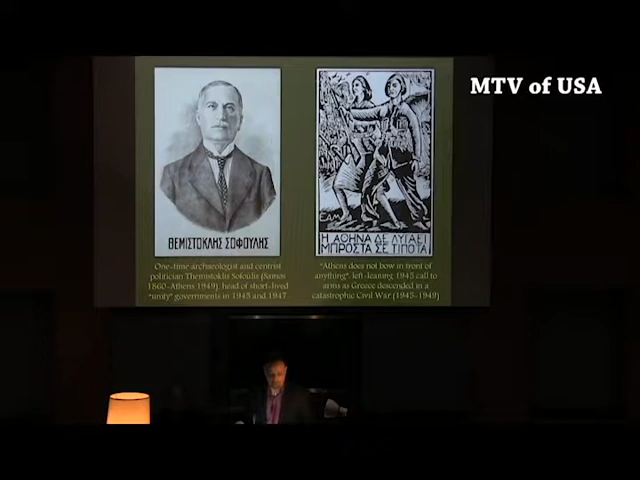 MTV of USA
ΘΕΜΙΣΤΟΚΛΗΣ ΣΟΦΟΥΛΗΣ
ΕΑΜ
Η ΑΘΗΝΑ ΔΕ ΛΥΓΑΕΙ
ΜΠΡΟΣΤΑ ΣΕ ΤΙΠΟΤΑ
One-time archaeologist and centrist
politician Themistoklis Sofoulis (Samos
1860-Athens 1949), head of short-lived
"unity" governments in 1945 and 1947
"Athens does not bow in front of
anything": left-leaning 1945 call to
arms as Greece descended in a
catastrophic Civil War (1945-1949)